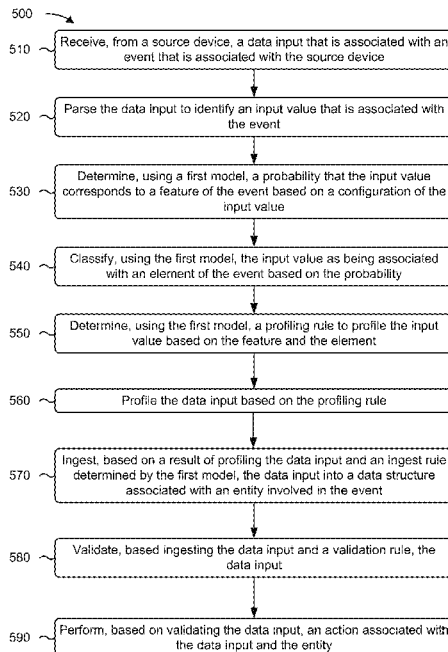 500
510
Receive, from a source device, a data input that is associated with an
event that is associated with the source device
520
Parse the data input to identify an input value that is associated with
the event
530
Determine, using a first model, a probability that the input value
corresponds to a feature of the event based on a configuration of the
input value
540
Classify, using the first model, the input value as being associated
with an element of the event based on the probability
550
Determine, using the first model, a profiling rule to profile the input
value based on the feature and the element
560
Profile the data input based on the profiling rule
570
Ingest, based on a result of profiling the data input and an ingest rule
determined by the first model, the data input into a data structure
associated with an entity involved in the event
580
Validate, based ingesting the data input and a validation rule, the
data input
590
Perform, based on validating the data input, an action associated with
the data input and the entity